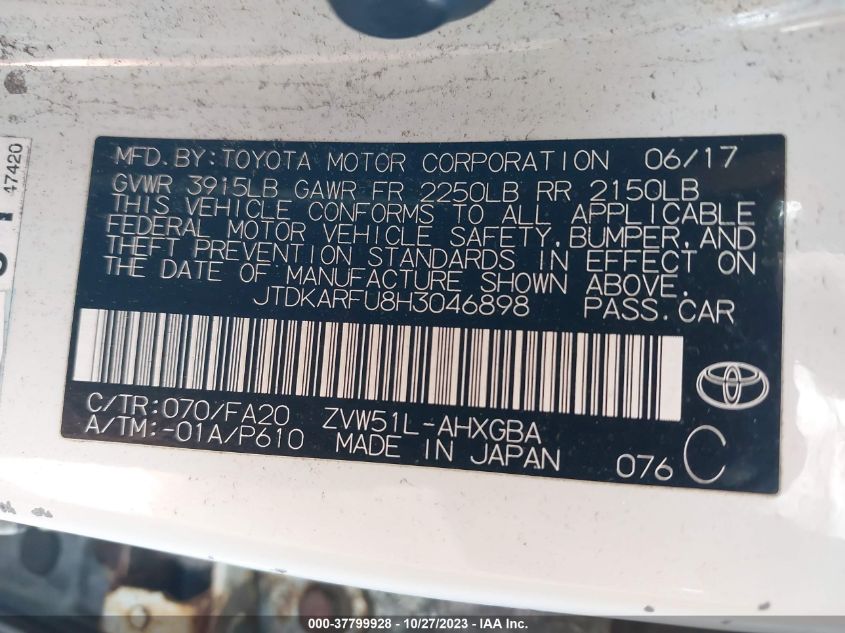 47420
MFD.BY:TOYOTA MOTOR CORPORATION 06/17
GVWR 3915LB GAWR FR 2250LB RR 2150LB
THIS VEHICLE CONFORMS TO ALL APPLICABLE
FEDERAL MOTOR VEHICLE SAFETY,BUMPER,AND
THEFT PREVENTION STANDARDS IN EFFECT ON
THE DATE OF MANUFACTURE SHOWN ABOVE.
JTDKARFU8H3046898 PASS.CAR
C/TR:070/FA20 ZVW51L-AHXGBA
A/TM:-01A/P610 MADE IN JAPAN
076 C
000-37799928 - 10/27/2023 - IAA Inc.